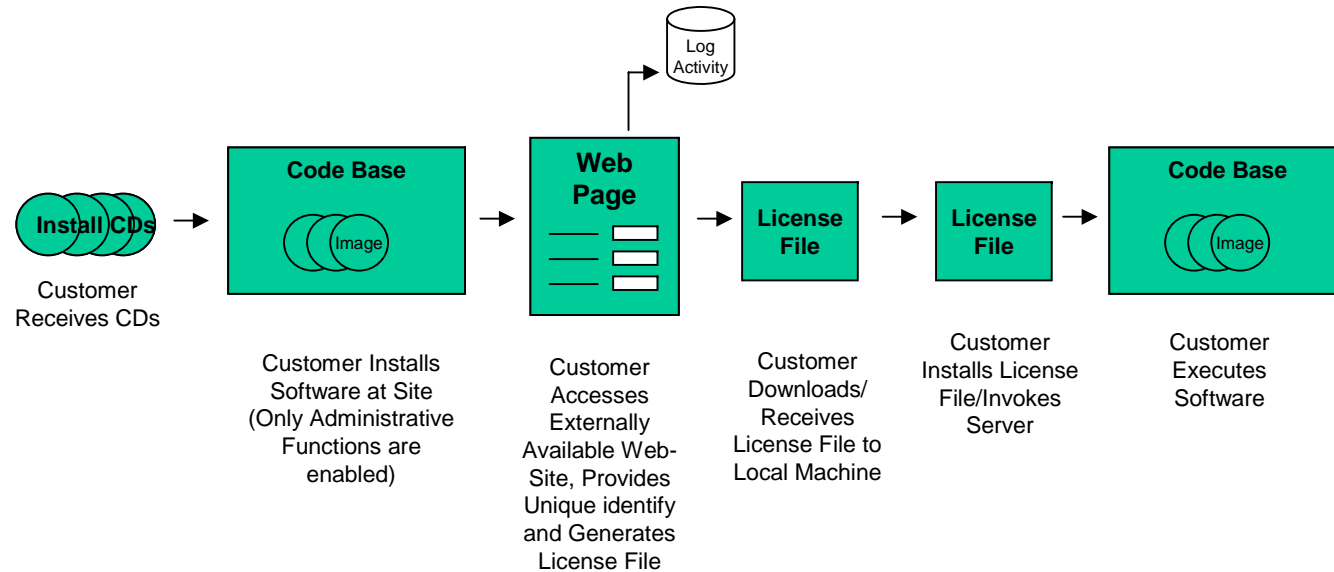 Log
Activity
Install CDs
Customer
Receives CDs
Code Base
Image
Customer Installs
Software at Site
(Only Administrative
Functions are
enabled)
Web
Page
Customer
Accesses
Externally
Available Web-
Site, Provides
Unique identify
and Generates
License File
License
File
Customer
Downloads/
Receives
License File to
Local Machine
License
File
Customer
Installs License
File/Invokes
Server
Code Base
Image
Customer
Executes
Software